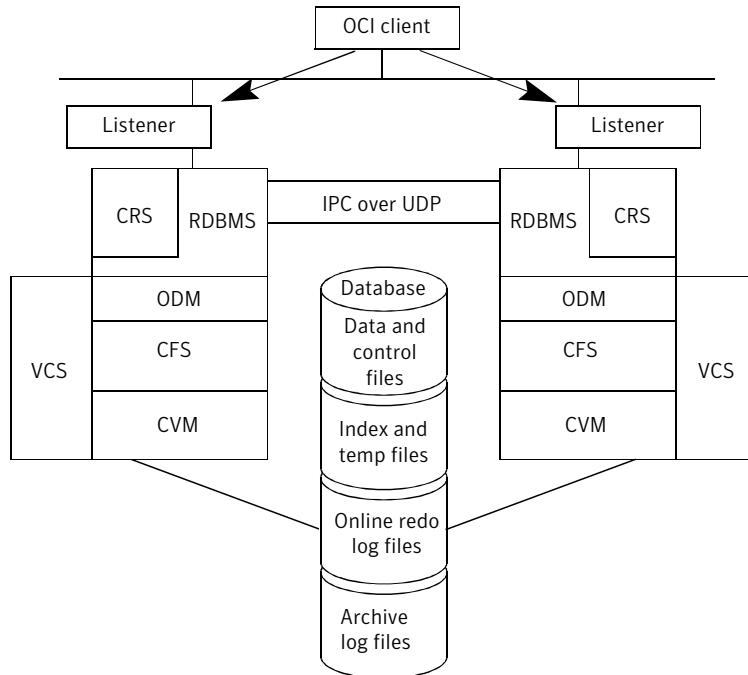 OCI client
Listener
Listener
CRS
RDBMS
IPC over UDP
RDBMS
CRS
VCS
ODM
CFS
CVM
Database
Data and
control
files
Index and
temp files
Online redo
log files
Archive
log files
ODM
CFS
CVM
VCS